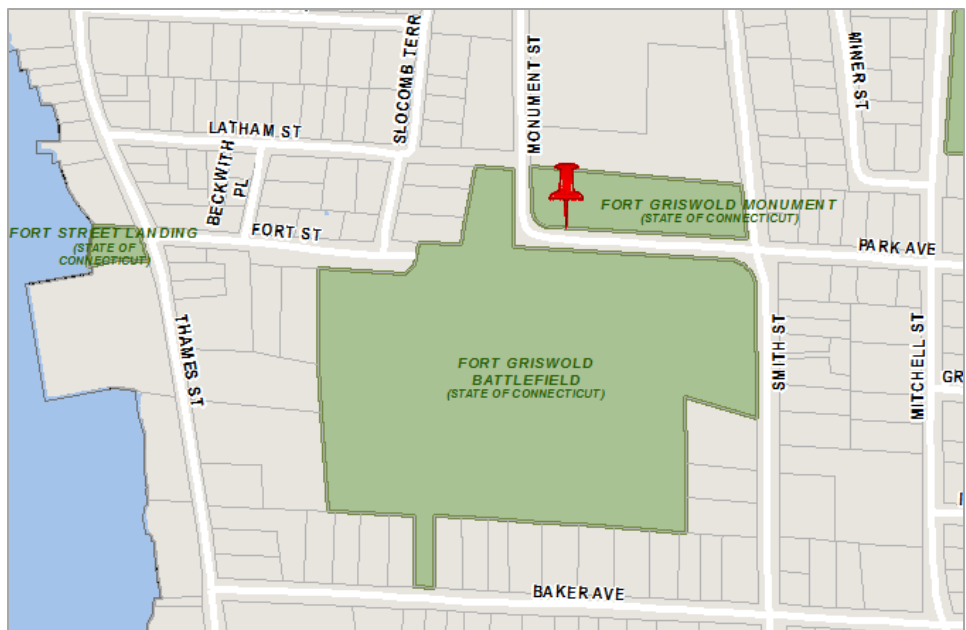 MONUMENT ST
SLOCOMB TERR
MINER ST
LATHAM ST
BECKWITH
PL
FORT GRISWOLD MONUMENT
(STATE OF CONNECTICUT)
FORT STREET LANDING
(STATE OF
CONNECTICUT)
FORT ST
PARK AVE
THAMES ST
FORT GRISWOLD
BATTLEFIELD
(STATE OF CONNECTICUT)
SMITH ST
MITCHELL ST
GR
BAKER AVE